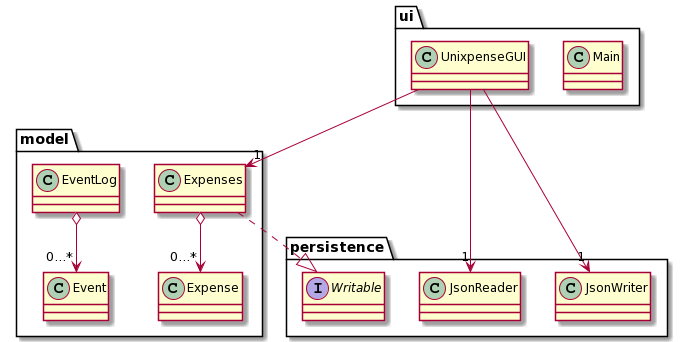 ui
C UnixpenseGUI
C Main
model
1
C EventLog
C Expenses
persistence
0...*
0...*
1
1
C Event
C Expense
I Writable
C JsonReader
C JsonWriter